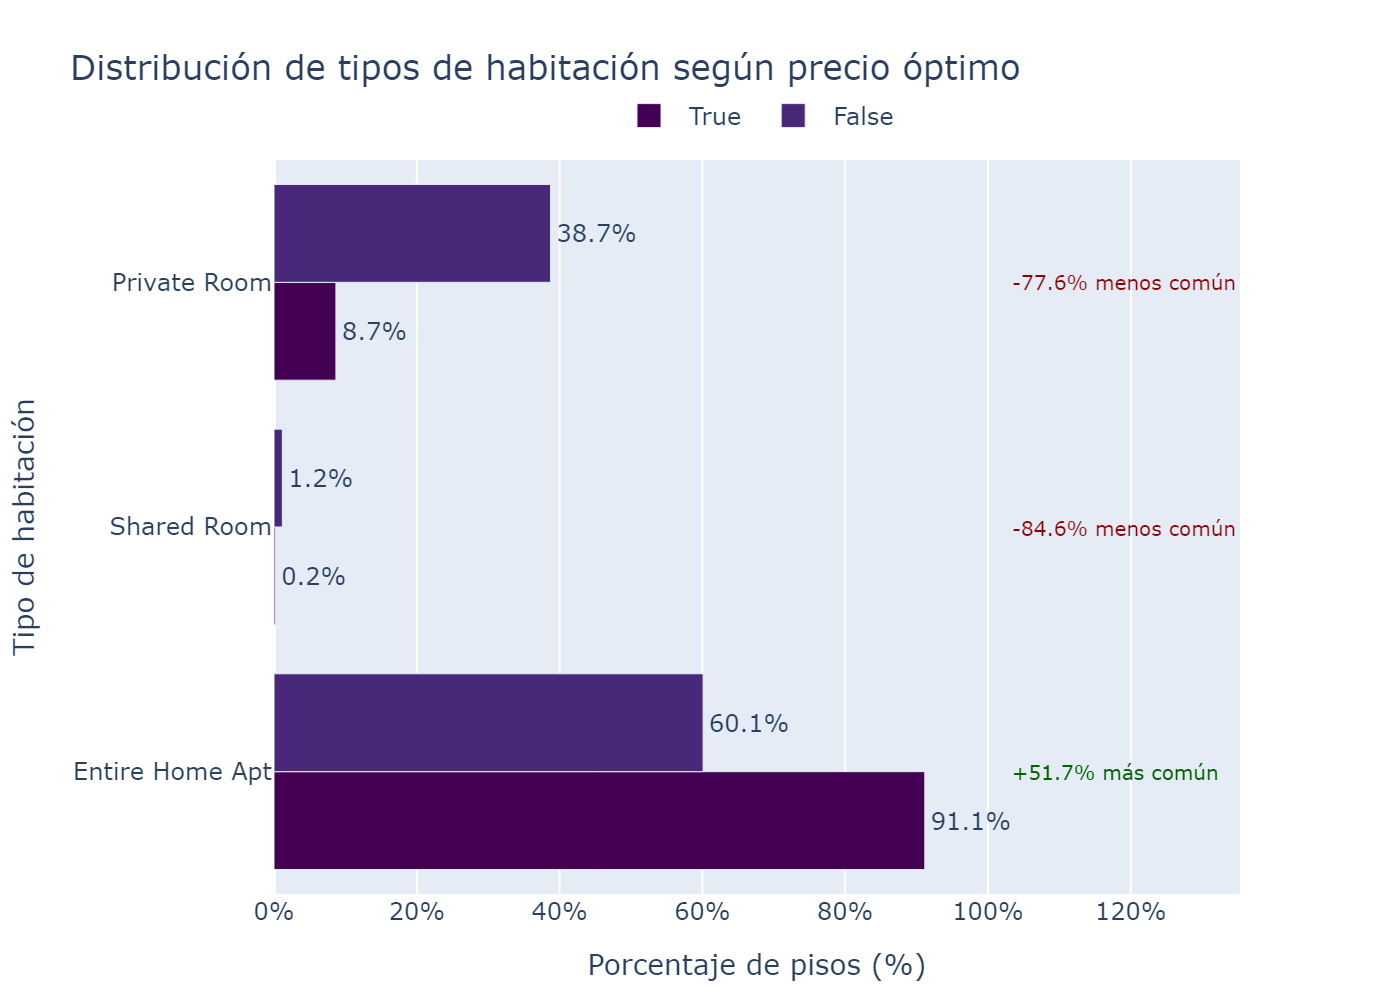 Distribución de tipos de habitación según precio óptimo
True False
38.7%
Private Room
-77.6% menos común
8.7%
1.2%
Shared Room
-84.6% menos común
0.2%
60.1%
Entire Home Apt
+51.7% más común
91.1%
0% 20% 40% 60% 80% 100% 120%
Porcentaje de pisos (%)
Tipo de habitación